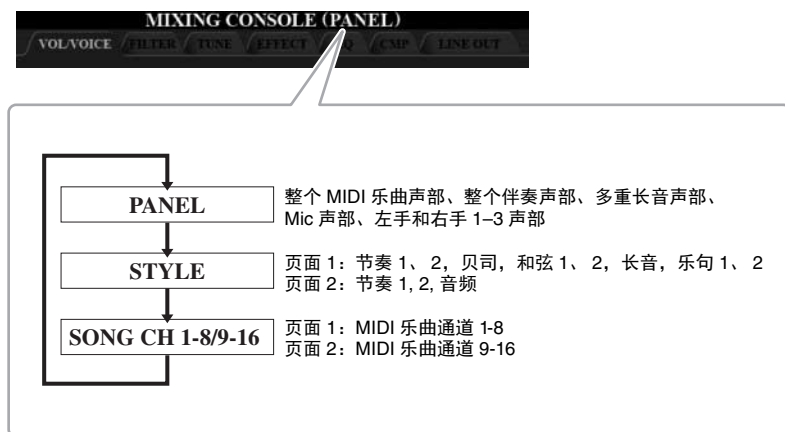 MIXING CONSOLE (PANEL)
VOL/VOICE FILTER TUNE EFFECT EQ CMP LINE OUT
PANEL
整个 MIDI 乐曲声部、整个伴奏声部、多重长音声部、
Mic 声部、左手和右手 1–3 声部
STYLE
页面 1：节奏 1、 2，贝司，和弦 1、 2，长音，乐句 1、 2
页面 2：节奏 1, 2, 音频
SONG CH 1-8/9-16
页面 1：MIDI 乐曲通道 1-8
页面 2：MIDI 乐曲通道 9-16